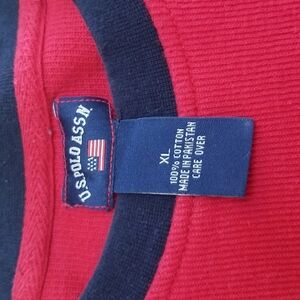 U.S. POLO ASSN
XL
100% COTTON
MADE IN PAKISTAN
CARE OVER